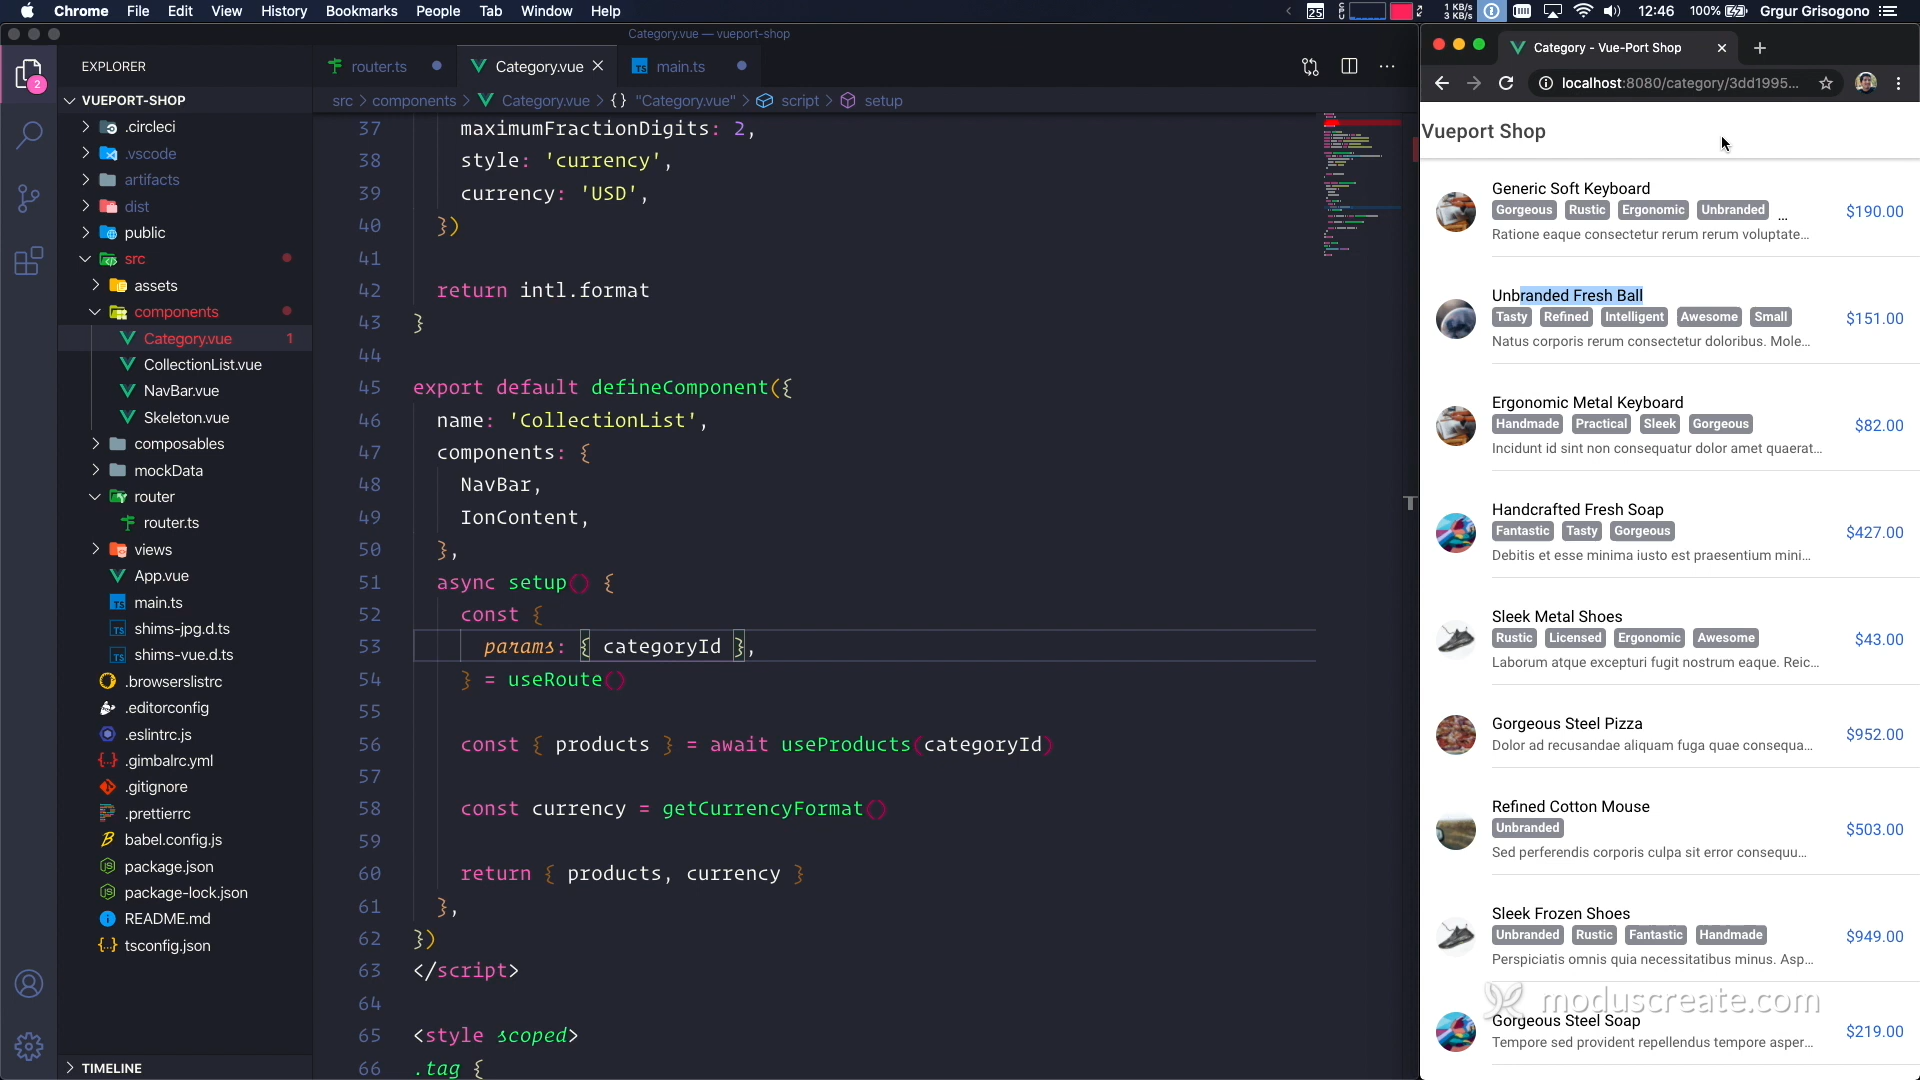 Chrome File Edit View History Bookmarks People Tab Window Help
25
1 KB/s
3 KB/s
12:46
100%
Grgur Grisogono
Category.vue — vueport-shop
EXPLORER
2
VUEPORT-SHOP
.circleci
.vscode
artifacts
dist
public
src
assets
components
Category.vue 1
CollectionList.vue
NavBar.vue
Skeleton.vue
composables
mockData
router
router.ts
views
App.vue
main.ts
shims-jpg.d.ts
shims-vue.d.ts
.browserslistrc
.editorconfig
.eslintrc.js
.gimbalrc.yml
.gitignore
.prettierrc
babel.config.js
package.json
package-lock.json
README.md
tsconfig.json
TIMELINE
router.ts
Category.vue
main.ts
src > components > Category.vue > {} "Category.vue" > script > setup
37 maximumFractionDigits: 2,
38 style: 'currency',
39 currency: 'USD',
40 })
41
42 return intl.format
43 }
44
45 export default defineComponent({
46 name: 'CollectionList',
47 components: {
48 NavBar,
49 IonContent,
50 },
51 async setup() {
52 const {
53 params: { categoryId },
54 } = useRoute()
55
56 const { products } = await useProducts(categoryId)
57
58 const currency = getCurrencyFormat()
59
60 return { products, currency }
61 },
62 })
63 </script>
64
65 <style scoped>
66 .tag {
Category - Vue-Port Shop
localhost:8080/category/3dd1995...
Vueport Shop
Generic Soft Keyboard
Gorgeous Rustic Ergonomic Unbranded ...
$190.00
Ratione eaque consectetur rerum rerum voluptate...
Unbranded Fresh Ball
Tasty Refined Intelligent Awesome Small
$151.00
Natus corporis rerum consectetur doloribus. Mole...
Ergonomic Metal Keyboard
Handmade Practical Sleek Gorgeous
$82.00
Incidunt id sint non consequatur dolor amet quaerat...
Handcrafted Fresh Soap
Fantastic Tasty Gorgeous
$427.00
Debitis et esse minima iusto est praesentium mini...
Sleek Metal Shoes
Rustic Licensed Ergonomic Awesome
$43.00
Laborum atque excepturi fugit nostrum eaque. Reic...
Gorgeous Steel Pizza
$952.00
Dolor ad recusandae aliquam fuga quae consequa...
Refined Cotton Mouse
Unbranded
$503.00
Sed perferendis corporis culpa sit error consequu...
Sleek Frozen Shoes
Unbranded Rustic Fantastic Handmade
$949.00
Perspiciatis omnis quia necessitatibus minus. Asp...
moduscreate.com
Gorgeous Steel Soap
$219.00
Tempore sed provident repellendus tempore asper...